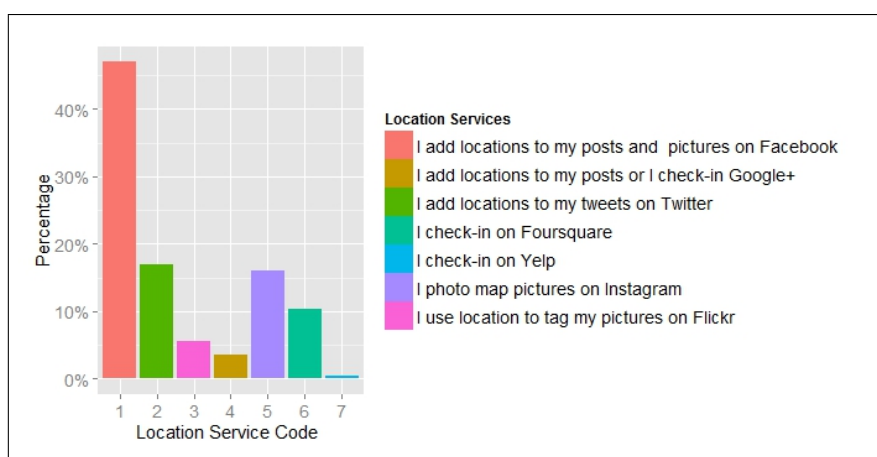 Percentage
40%
30%
20%
10%
0%
1 2 3 4 5 6 7
Location Service Code
Location Services
I add locations to my posts and  pictures on Facebook
I add locations to my posts or I check-in Google+
I add locations to my tweets on Twitter
I check-in on Foursquare
I check-in on Yelp
I photo map pictures on Instagram
I use location to tag my pictures on Flickr